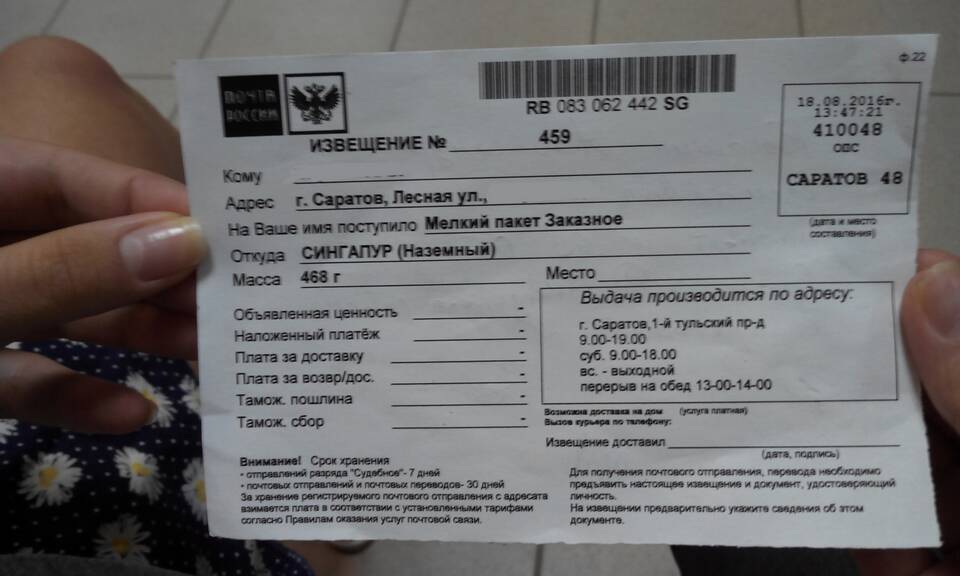 ф.22
ПОЧТА
РОССИИ
RB 083 062 442 SG
ИЗВЕЩЕНИЕ № 459
18.08.2016г.
13:47:21
410048
ОПС
САРАТОВ 48
(дата и место
составления)
Кому
Адрес г. Саратов, Лесная ул.,
На Ваше имя поступило Мелкий пакет Заказное
Откуда СИНГАПУР (Наземный)
Масса 468 г
Место
Объявленная ценность -
Наложенный платёж -
Плата за доставку -
Плата за возвр/дос. -
Тамож. пошлина -
Тамож. сбор -
Выдача производится по адресу:
г. Саратов,1-й тульский пр-д
9.00-19.00
суб. 9.00-18.00
вс. - выходной
перерыв на обед 13-00-14-00
Возможна доставка на дом (услуга платная)
Вызов курьера по телефону:
Извещение доставил
(дата, подпись)
Внимание! Срок хранения
• отправлений разряда "Судебное"- 7 дней
• почтовых отправлений и почтовых переводов- 30 дней
За хранение регистрируемого почтового отправления с адресата
взимается плата в соответствии с установленными тарифами
согласно Правилам оказания услуг почтовой связи.
Для получения почтового отправления, перевода необходимо
предъявить настоящее извещение и документ, удостоверяющий
личность.
На извещении предварительно укажите сведения об этом
документе.